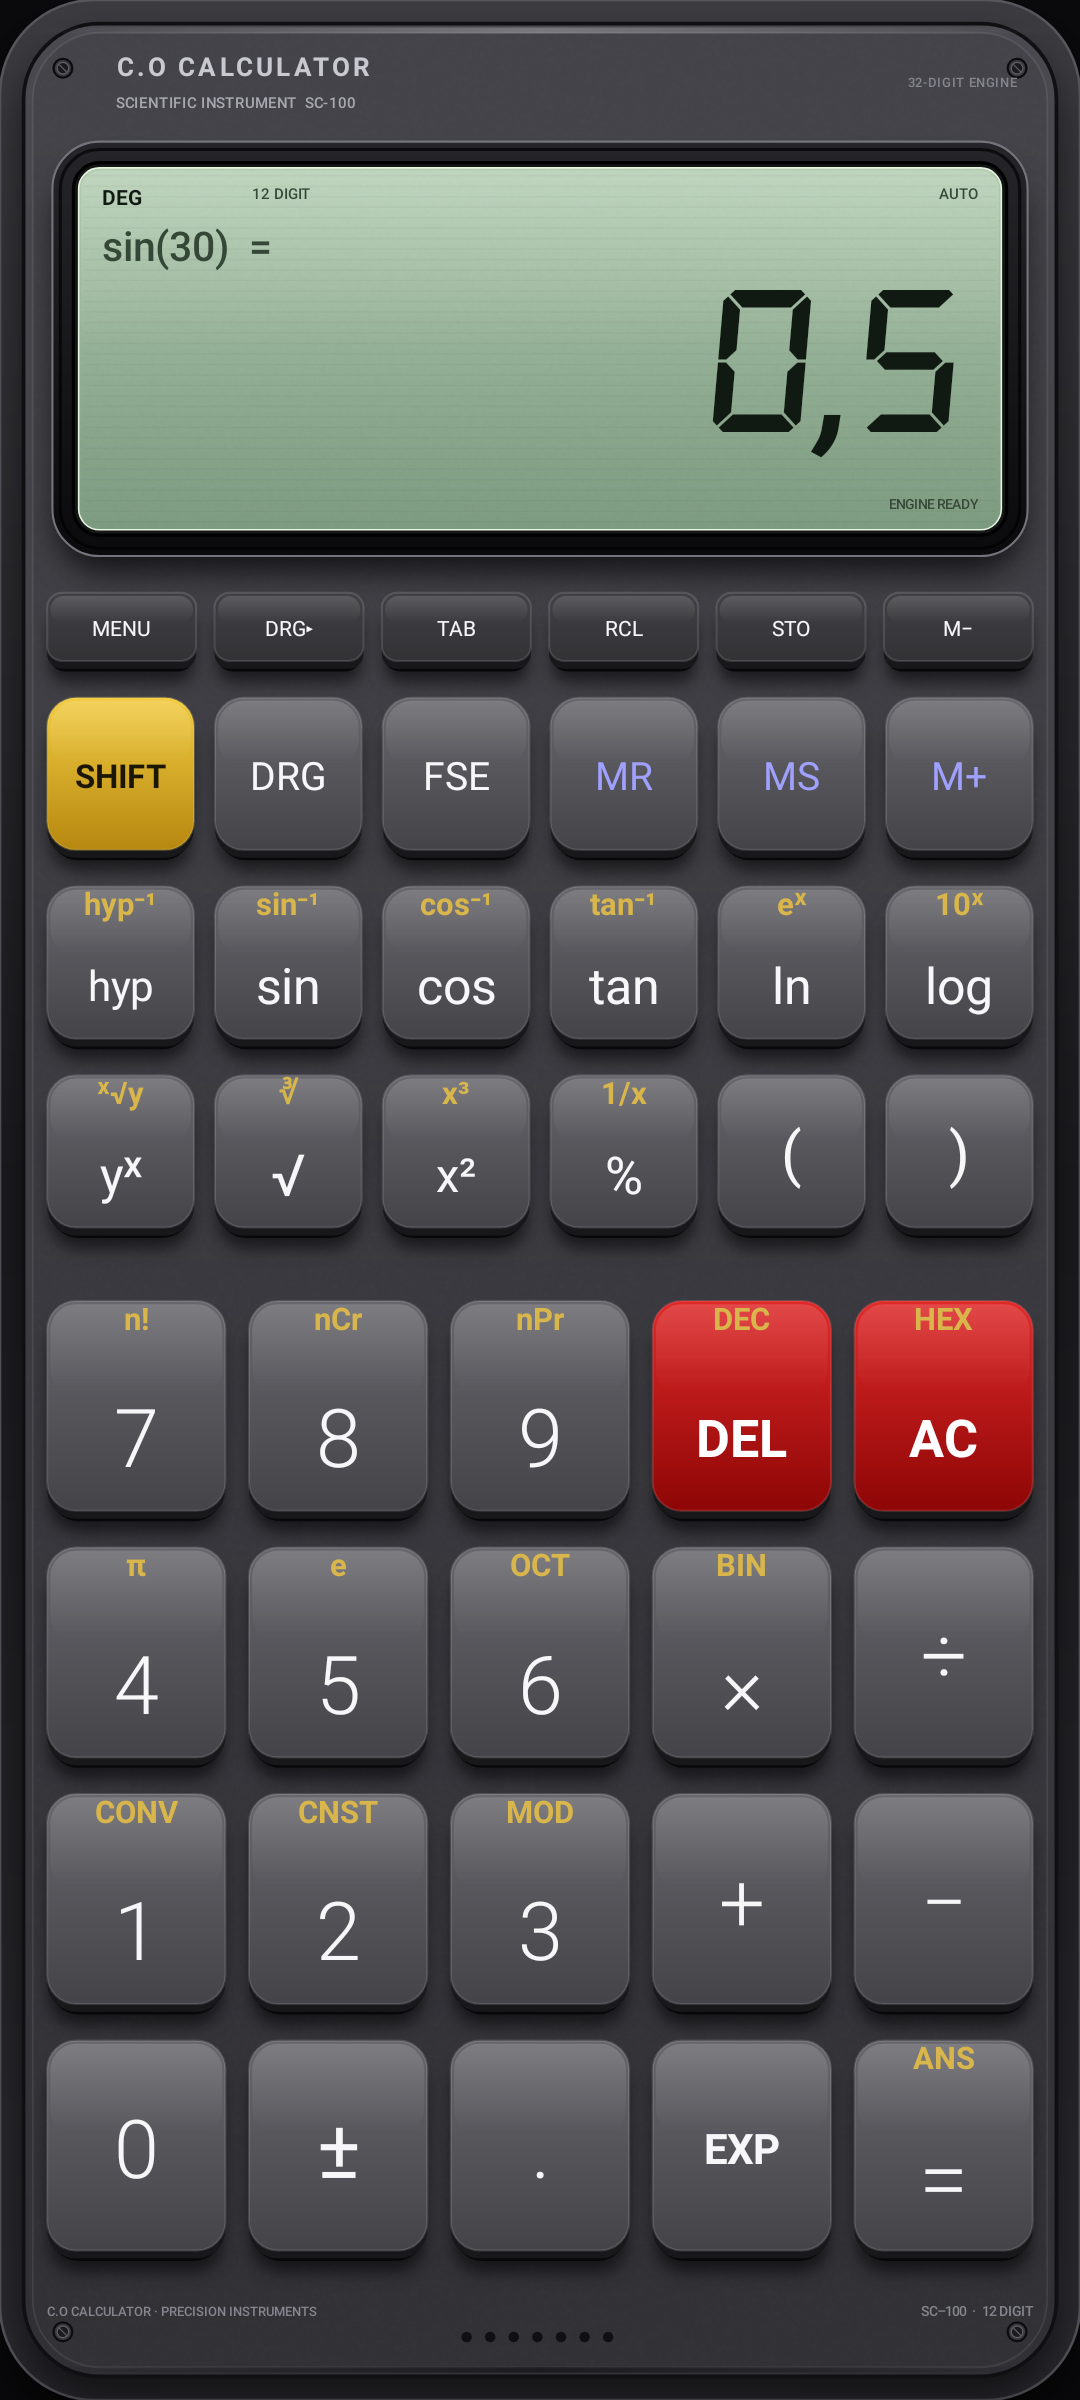 C.O CALCULATOR
32-DIGIT ENGINE
SCIENTIFIC INSTRUMENT SC-100
DEG 12 DIGIT AUTO
sin(30) =
0,5
ENGINE READY
MENU DRG▸ TAB RCL STO M−
SHIFT DRG FSE MR MS M+
hyp⁻¹ sin⁻¹ cos⁻¹ tan⁻¹ eˣ 10ˣ
hyp sin cos tan ln log
ˣ√y ∛ x³ 1/x
yˣ √ x² % ( )
n! nCr nPr DEC HEX
7 8 9 DEL AC
π e OCT BIN
4 5 6 × ÷
CONV CNST MOD
1 2 3 + −
ANS
0 ± . EXP =
C.O CALCULATOR · PRECISION INSTRUMENTS SC−100 · 12 DIGIT